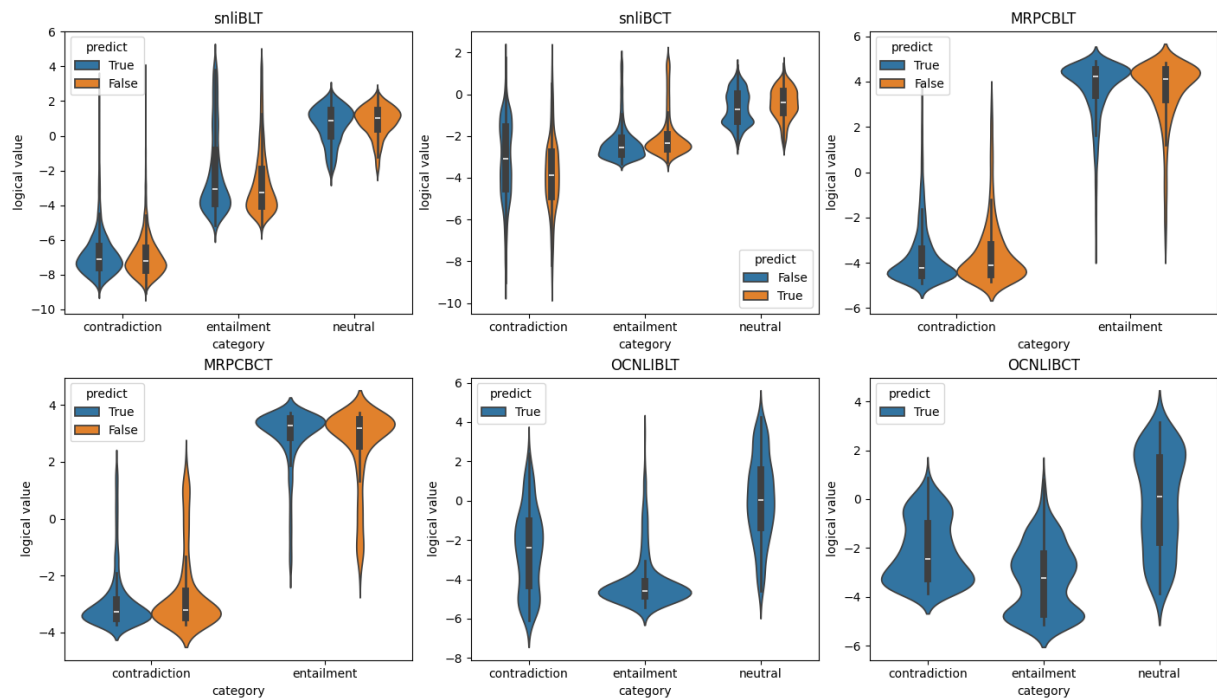 snliBLT
predict
True
False
logical value
6
4
2
0
−2
−4
−6
−8
−10
contradiction
entailment
neutral
category
snliBCT
logical value
2
0
−2
−4
−6
−8
−10
predict
False
True
contradiction
entailment
neutral
category
MRPCBLT
predict
True
False
logical value
6
4
2
0
−2
−4
−6
contradiction
entailment
category
MRPCBCT
predict
True
False
logical value
4
2
0
−2
−4
contradiction
entailment
category
OCNLIBLT
predict
True
logical value
6
4
2
0
−2
−4
−6
−8
contradiction
entailment
neutral
category
OCNLIBCT
predict
True
logical value
4
2
0
−2
−4
−6
contradiction
entailment
neutral
category